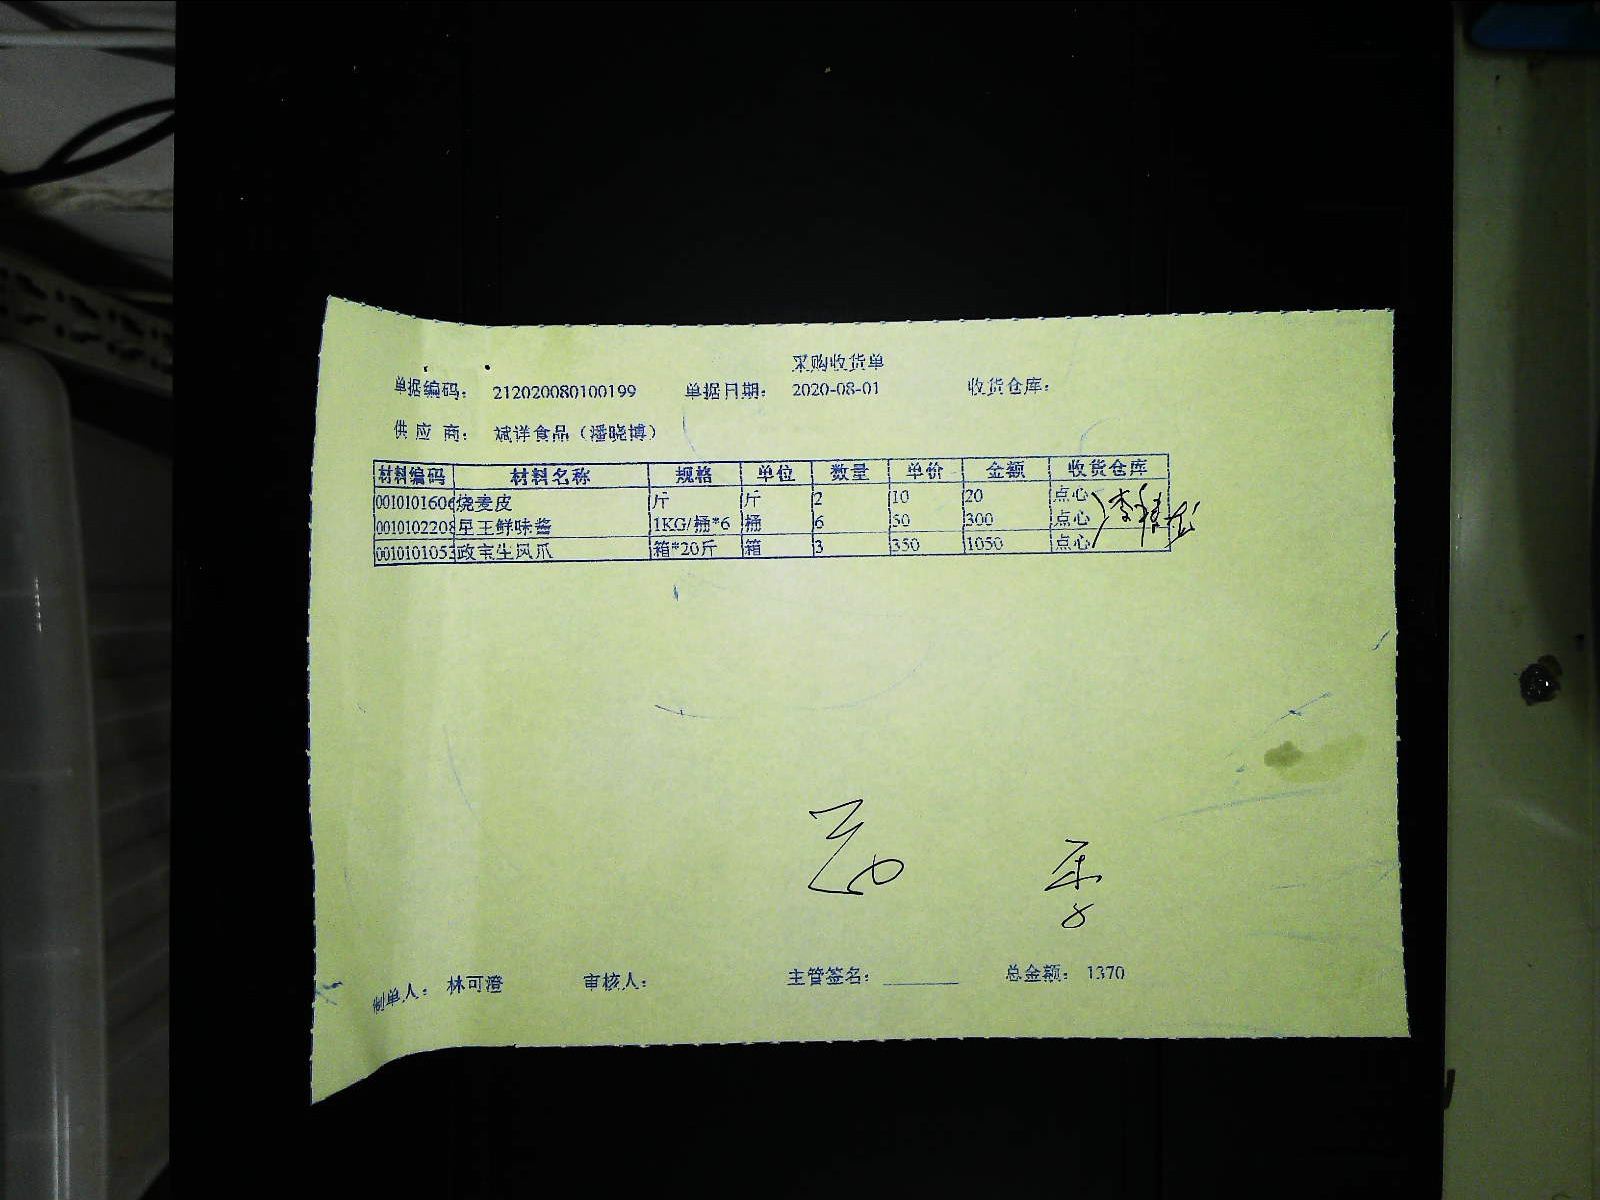 采购收货单
单据编码： 212020080100199 单据日期： 2020-08-01 收货仓库：
供应商： 斌详食品（潘晓博）
材料编码 材料名称 规格 单位 数量 单价 金额 收货仓库
001010160 烧麦皮 斤 斤 2 10 20 点心
001010220 星王鲜味酱 1KG/桶*6 桶 6 50 300 点心
001010105 政宝生凤爪 箱*20斤 箱 3 350 1050 点心
制单人： 林可澄 审核人： 主管签名： 总金额： 1370